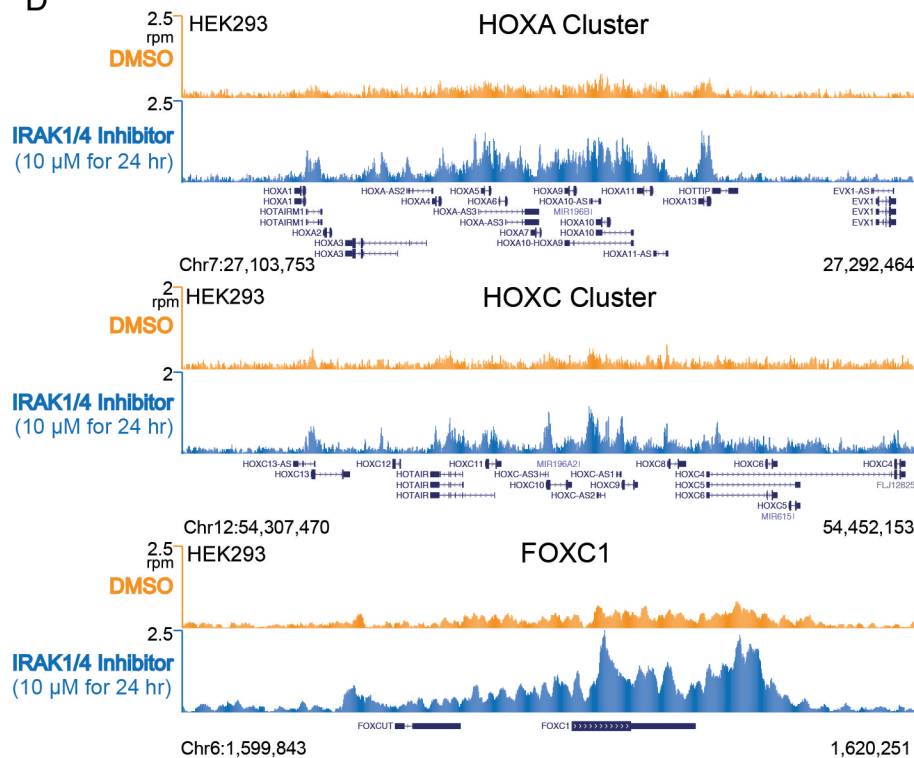 D
2.5
rpm
HEK293
HOXA Cluster
DMSO
2.5
IRAK1/4 Inhibitor
(10 µM for 24 hr)
HOXA1 HOXA-AS2 HOXA5 HOXA9 HOXA11 HOTTIP EVX1-AS
HOXA1 HOXA4 HOXA6 HOXA10-AS HOXA13 EVX1
HOTAIRM1 HOXA-AS3 MIR196B EVX1
HOTAIRM1 HOXA-AS3 HOXA10 EVX1
HOXA2 HOXA7 HOXA10
HOXA3 HOXA10-HOXA9
HOXA3 HOXA11-AS
Chr7:27,103,753 27,292,464
2
rpm
HEK293
HOXC Cluster
DMSO
2
IRAK1/4 Inhibitor
(10 µM for 24 hr)
HOXC13-AS HOXC12 HOXC11 MIR196A2 HOXC8 HOXC6 HOXC4
HOXC13 HOTAIR HOXC-AS3 HOXC-AS1 HOXC4
HOTAIR HOXC10 HOXC9 HOXC5 FLJ12825
HOTAIR HOXC-AS2 HOXC6
HOXC5
MIR615
Chr12:54,307,470 54,452,153
2.5
rpm
HEK293
FOXC1
DMSO
2.5
IRAK1/4 Inhibitor
(10 µM for 24 hr)
FOXCUT FOXC1
Chr6:1,599,843 1,620,251